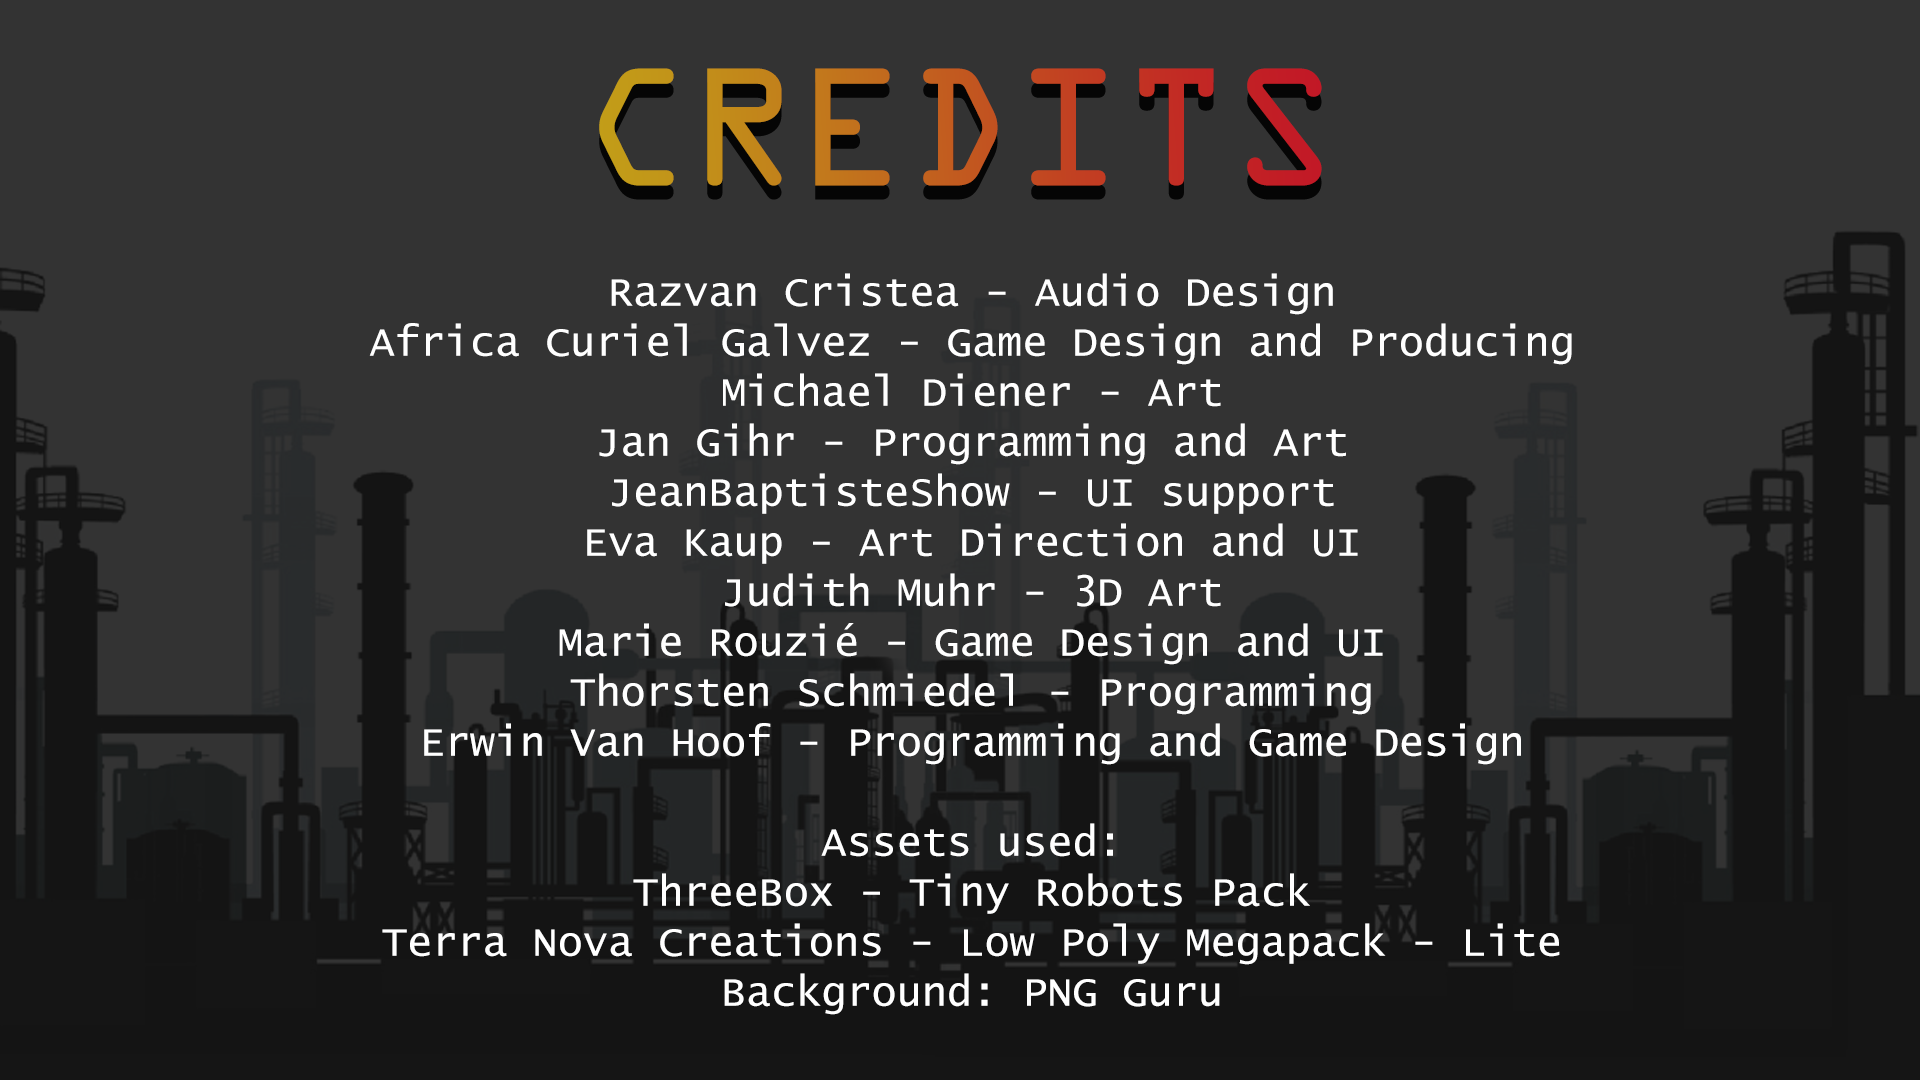 CREDITS
Razvan Cristea - Audio Design
Africa Curiel Galvez - Game Design and Producing
Michael Diener - Art
Jan Gihr - Programming and Art
JeanBaptisteShow - UI support
Eva Kaup - Art Direction and UI
Judith Muhr - 3D Art
Marie Rouzié - Game Design and UI
Thorsten Schmiedel - Programming
Erwin Van Hoof - Programming and Game Design
Assets used:
ThreeBox - Tiny Robots Pack
Terra Nova Creations - Low Poly Megapack - Lite
Background: PNG Guru